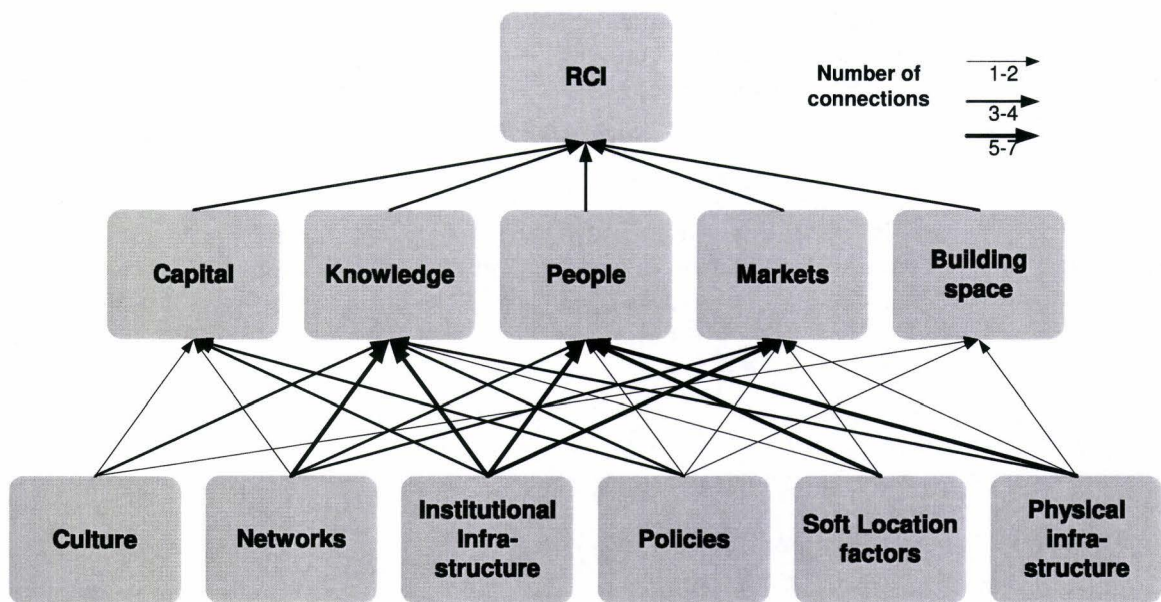 RCI
Number of
connections
1-2
3-4
5-7
Capital
Knowledge
People
Markets
Building
space
Culture
Networks
Institutional
Infra-
structure
Policies
Soft Location
factors
Physical
infra-
structure